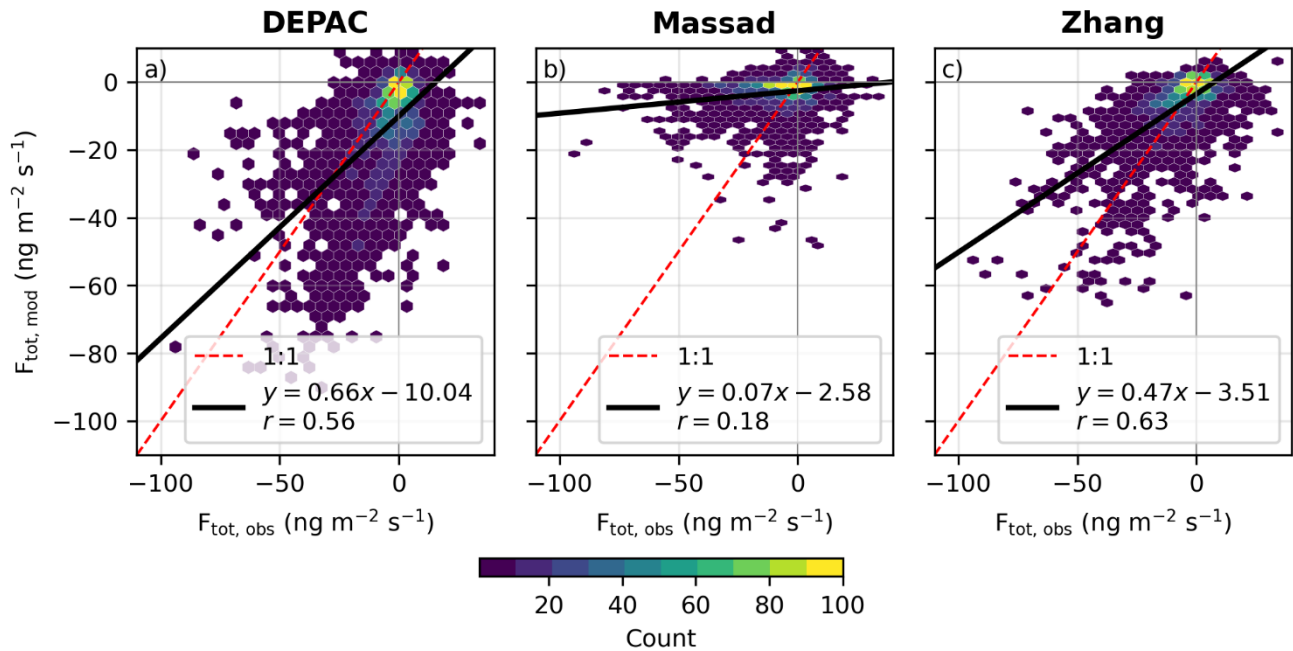 DEPAC
Massad
Zhang
a)
b)
c)
0
−20
−40
−60
−80
−100
F_tot, mod (ng m⁻² s⁻¹)
1:1
y = 0.66x − 10.04
r = 0.56
1:1
y = 0.07x − 2.58
r = 0.18
1:1
y = 0.47x − 3.51
r = 0.63
−100 −50 0
−100 −50 0
−100 −50 0
F_tot, obs (ng m⁻² s⁻¹)
F_tot, obs (ng m⁻² s⁻¹)
F_tot, obs (ng m⁻² s⁻¹)
20 40 60 80 100
Count